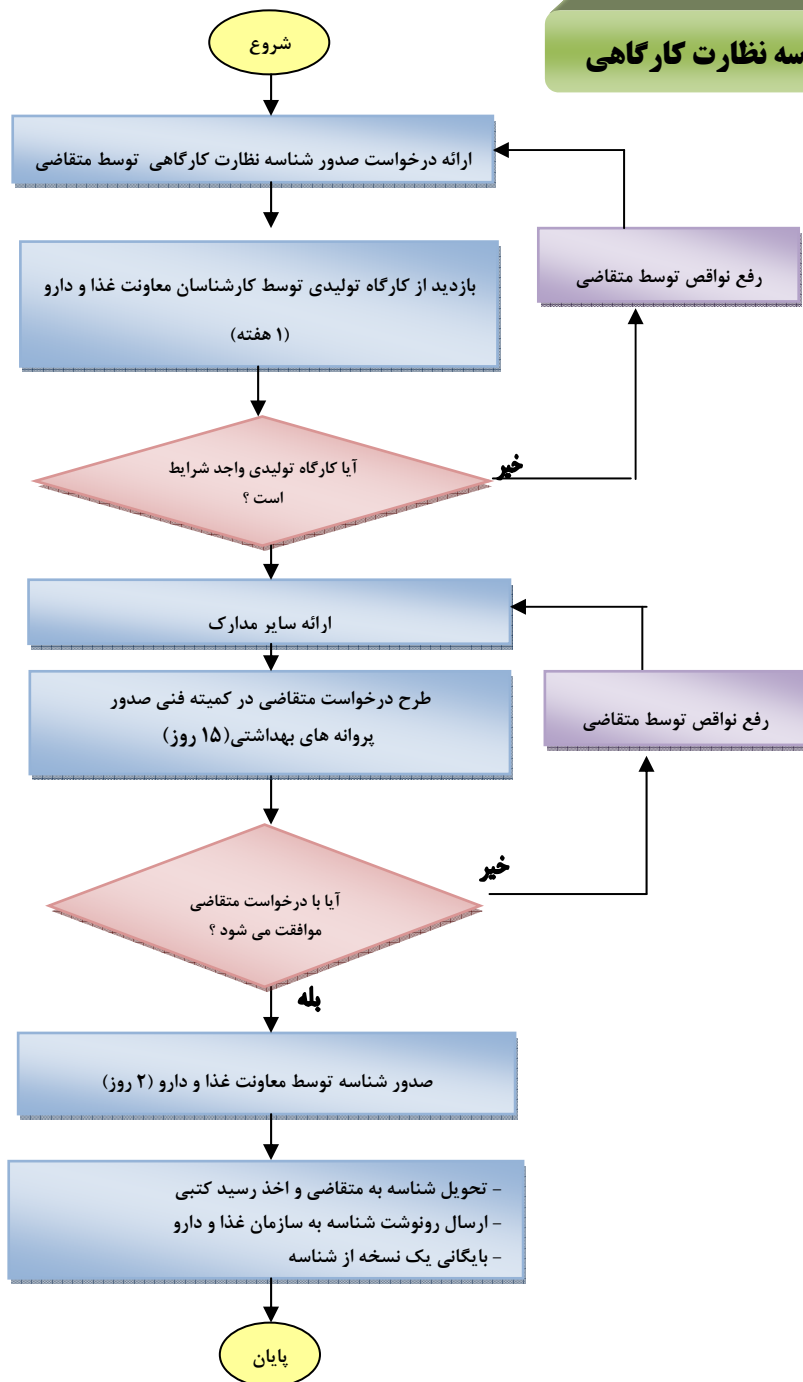 نظارت کارگاهی
شروع
ارائه درخواست صدور شناسه نظارت کارگاهی توسط متقاضی
بازدید از کارگاه تولیدی توسط کارشناسان معاونت غذا و دارو
(۱ هفته)
رفع نواقص توسط متقاضی
آیا کارگاه تولیدی واجد شرایط
است ؟
خیر
ارائه سایر مدارک
طرح درخواست متقاضی در کمیته فنی صدور
پروانه های بهداشتی(۱۵ روز)
رفع نواقص توسط متقاضی
آیا با درخواست متقاضی
موافقت می شود ؟
خیر
بله
صدور شناسه توسط معاونت غذا و دارو (۲ روز)
- تحویل شناسه به متقاضی و اخذ رسید کتبی
- ارسال رونوشت شناسه به سازمان غذا و دارو
- بایگانی یک نسخه از شناسه
پایان